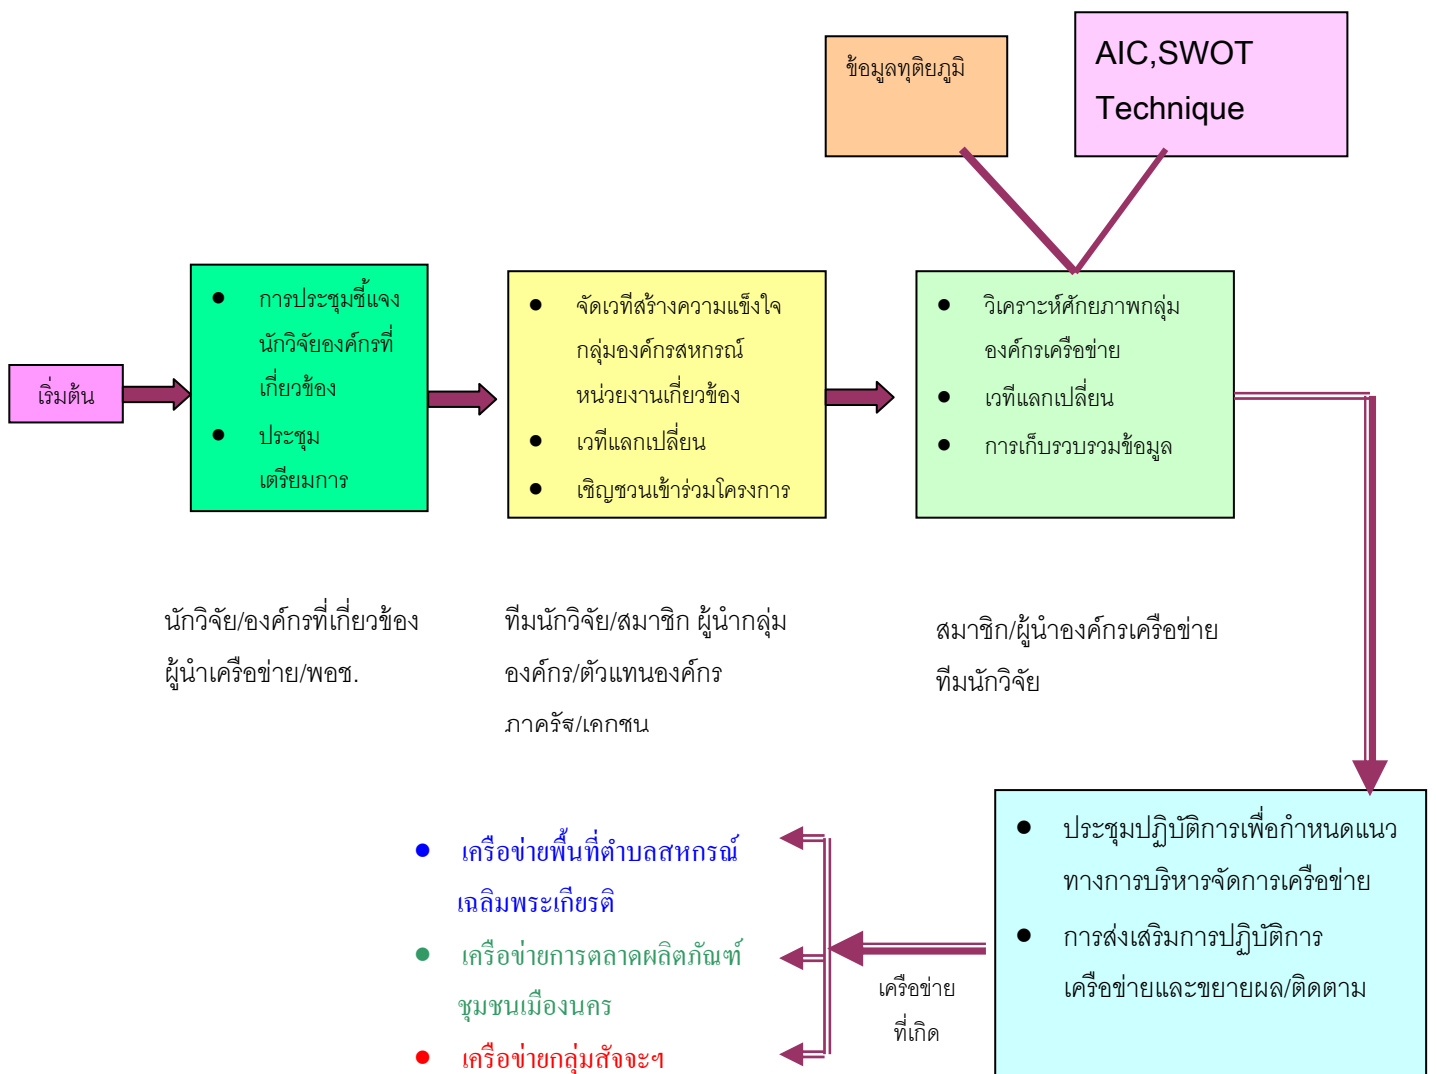 ข้อมูลทุติยภูมิ
AIC,SWOT
Technique
เริ่มต้น
● การประชุมชี้แจง
นักวิจัยองค์กรที่
เกี่ยวข้อง
● ประชุม
เตรียมการ
● จัดเวทีสร้างความแข็งใจ
กลุ่มองค์กรสหกรณ์
หน่วยงานเกี่ยวข้อง
● เวทีแลกเปลี่ยน
● เชิญชวนเข้าร่วมโครงการ
● วิเคราะห์ศักยภาพกลุ่ม
องค์กรเครือข่าย
● เวทีแลกเปลี่ยน
● การเก็บรวบรวมข้อมูล
นักวิจัย/องค์กรที่เกี่ยวข้อง
ผู้นำเครือข่าย/พอช.
ทีมนักวิจัย/สมาชิก ผู้นำกลุ่ม
องค์กร/ตัวแทนองค์กร
ภาครัฐ/เอกชน
สมาชิก/ผู้นำองค์กรเครือข่าย
ทีมนักวิจัย
● ประชุมปฏิบัติการเพื่อกำหนดแนว
ทางการบริหารจัดการเครือข่าย
● การส่งเสริมการปฏิบัติการ
เครือข่ายและขยายผล/ติดตาม
เครือข่าย
ที่เกิด
● เครือข่ายพื้นที่ตำบลสหกรณ์
เฉลิมพระเกียรติ
● เครือข่ายการตลาดผลิตภัณฑ์
ชุมชนเมืองนคร
● เครือข่ายกลุ่มสัจจะฯ